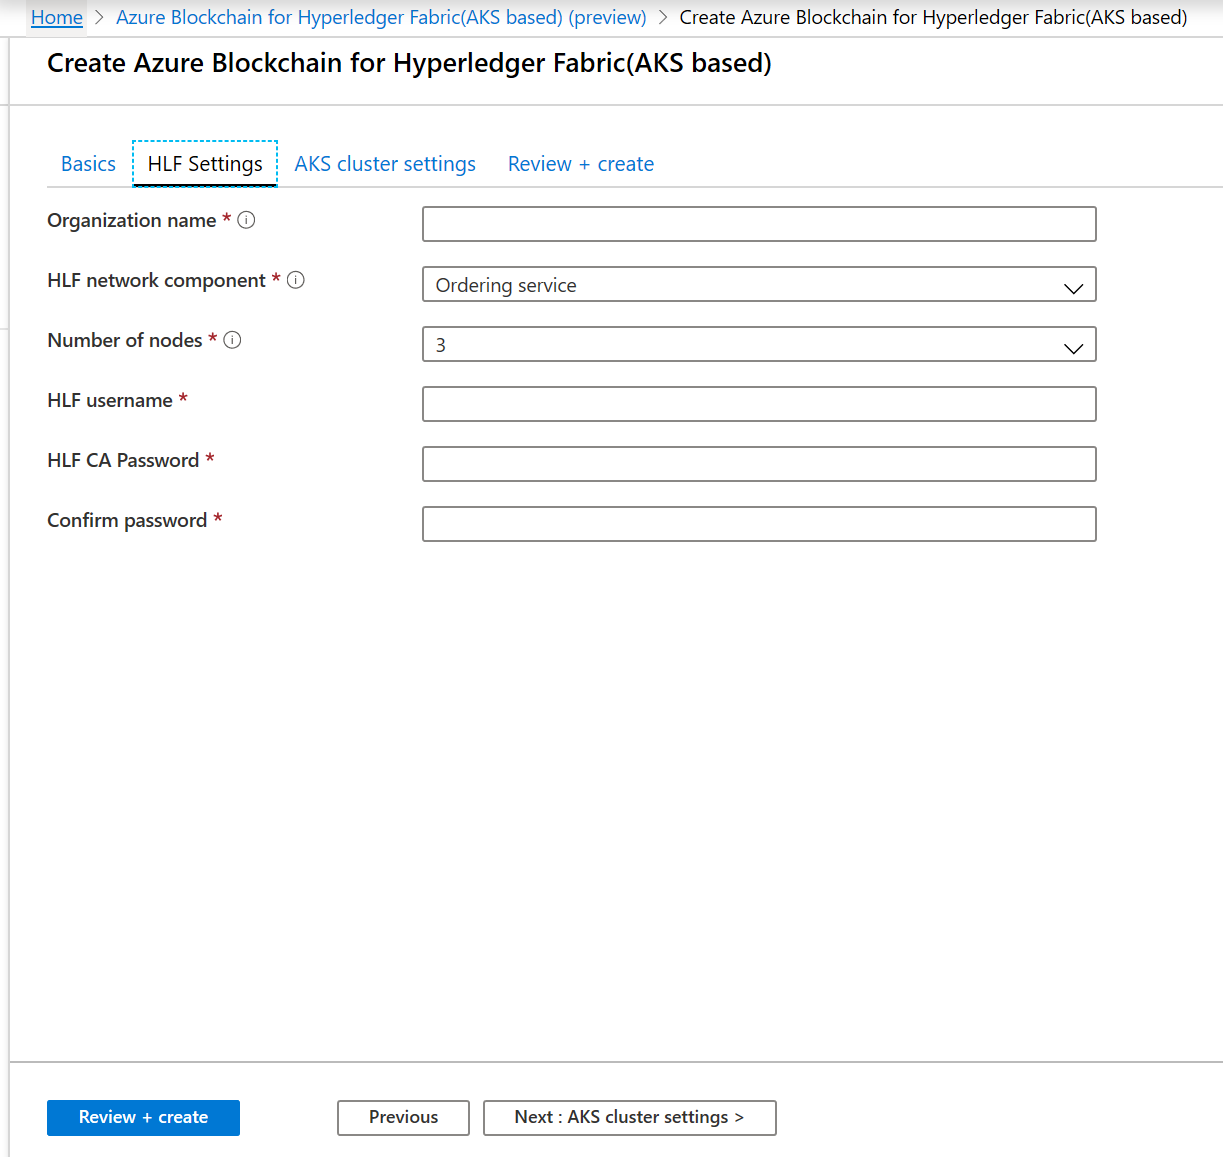 Home > Azure Blockchain for Hyperledger Fabric(AKS based) (preview) > Create Azure Blockchain for Hyperledger Fabric(AKS based)
Create Azure Blockchain for Hyperledger Fabric(AKS based)
Basics HLF Settings AKS cluster settings Review + create
Organization name *
HLF network component * Ordering service
Number of nodes * 3
HLF username *
HLF CA Password *
Confirm password *
Review + create Previous Next : AKS cluster settings >